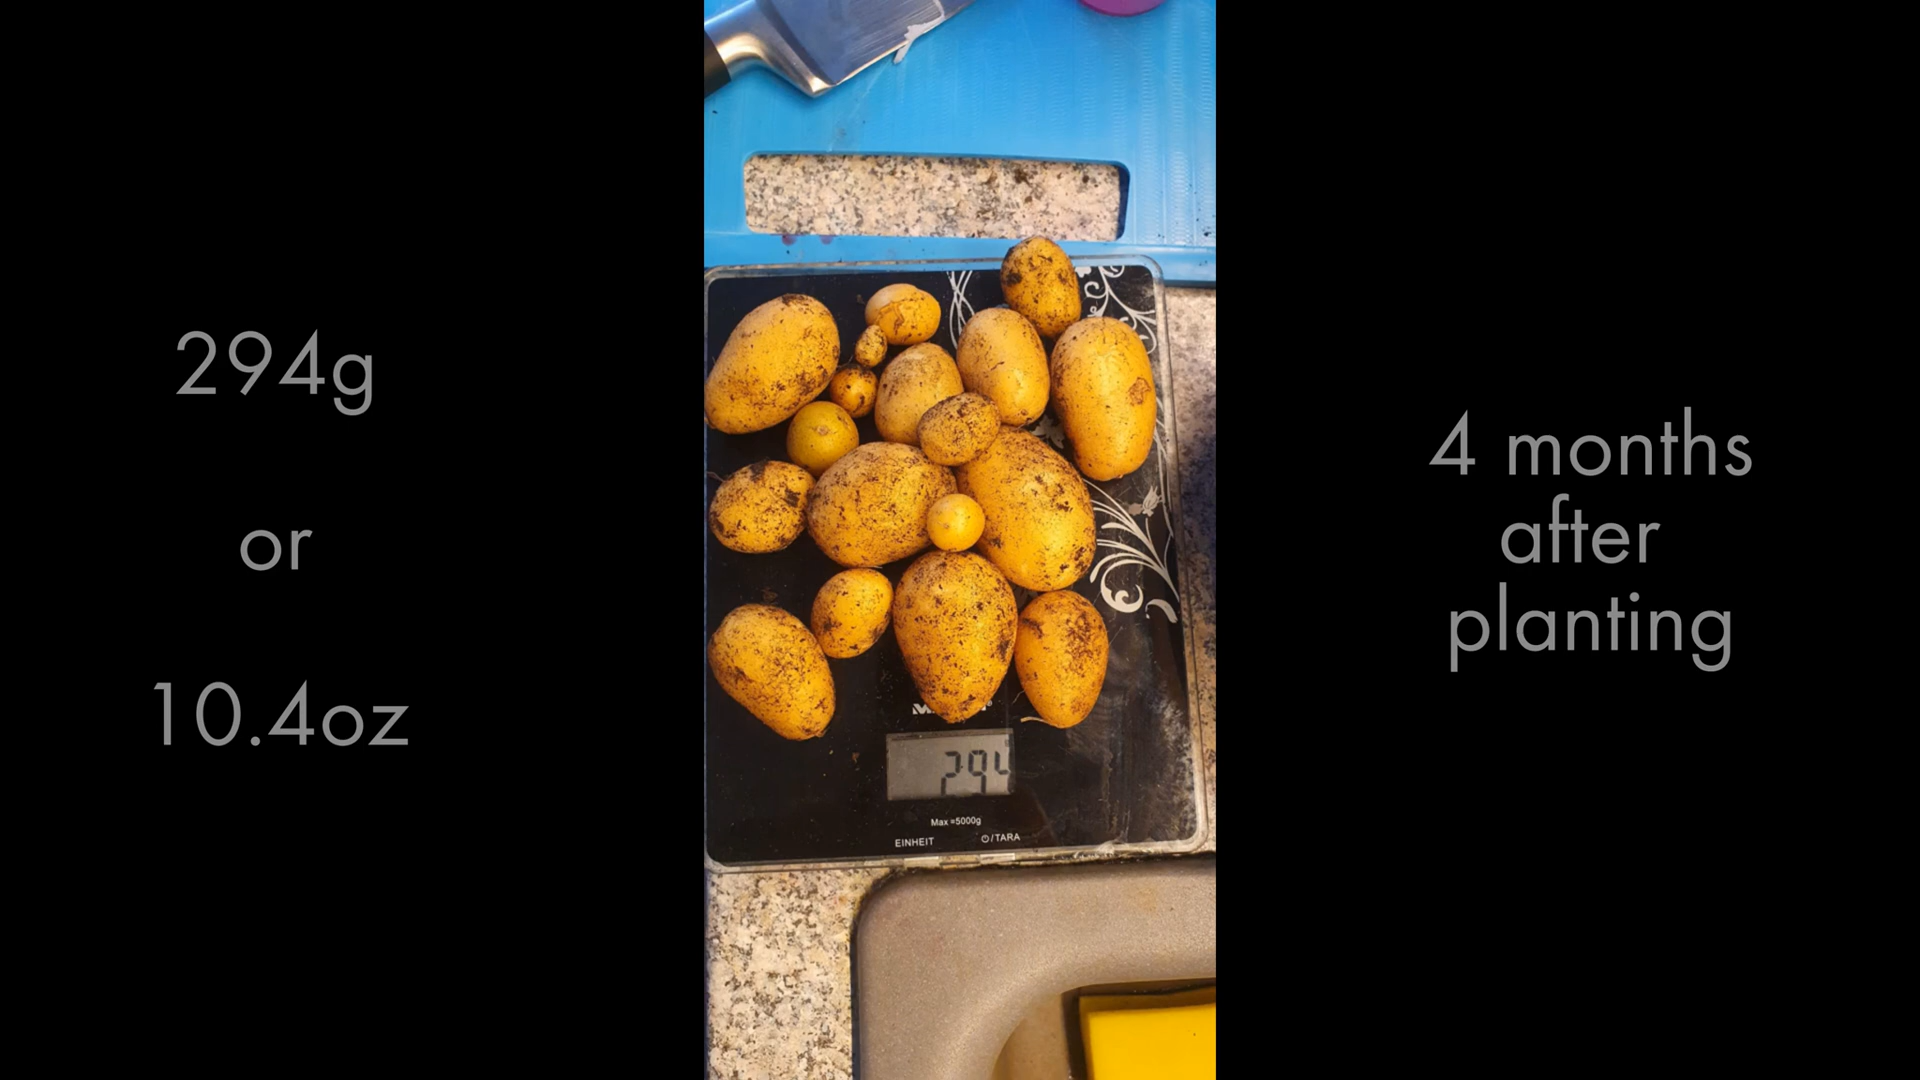 294g
or
10.4oz
4 months
after
planting
294
Max =5000g
EINHEIT
/TARA